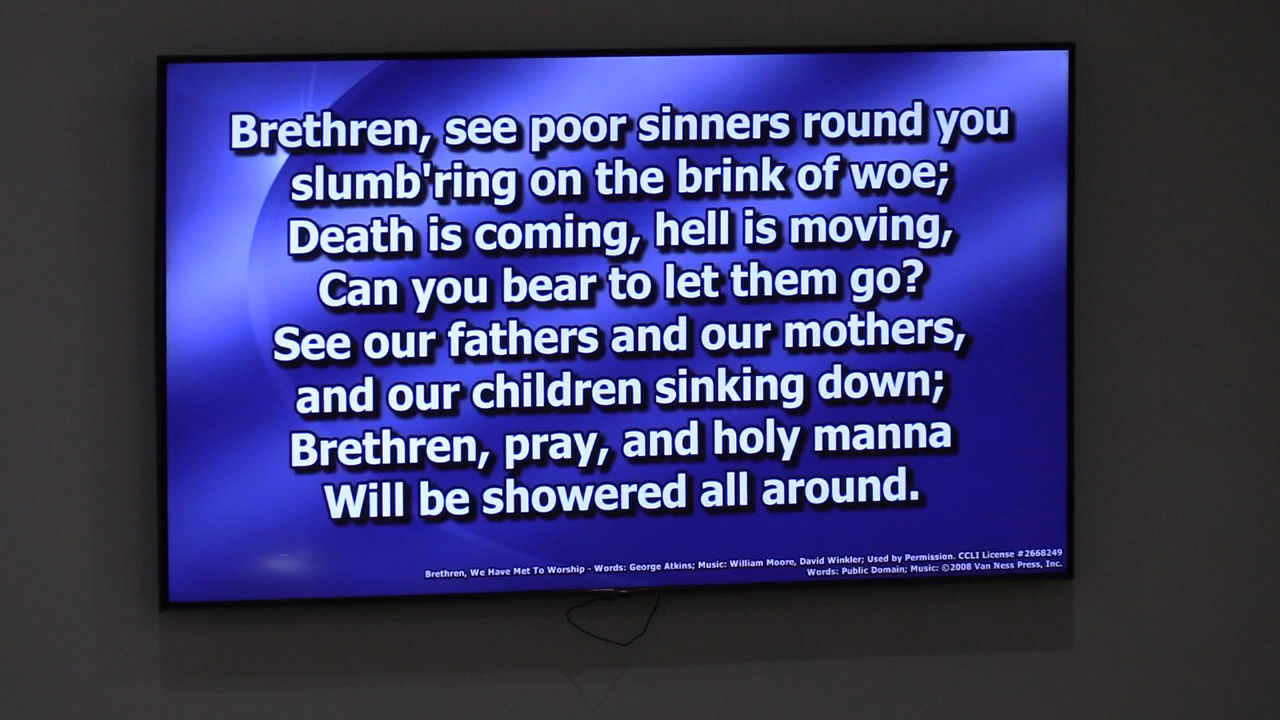 Brethren, see poor sinners round you
slumb'ring on the brink of woe;
Death is coming, hell is moving,
Can you bear to let them go?
See our fathers and our mothers,
and our children sinking down;
Brethren, pray, and holy manna
Will be showered all around.
Brethren, We Have Met To Worship - Words: George Atkins; Music: William Moore, David Winkler; Used by Permission. CCLI License #2668249
Words: Public Domain; Music: ©2008 Van Ness Press, Inc.